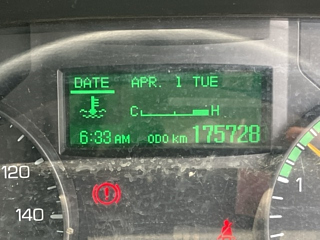 DATE APR. 1 TUE
C H
6:33 AM ODO km 175728
120
140
1